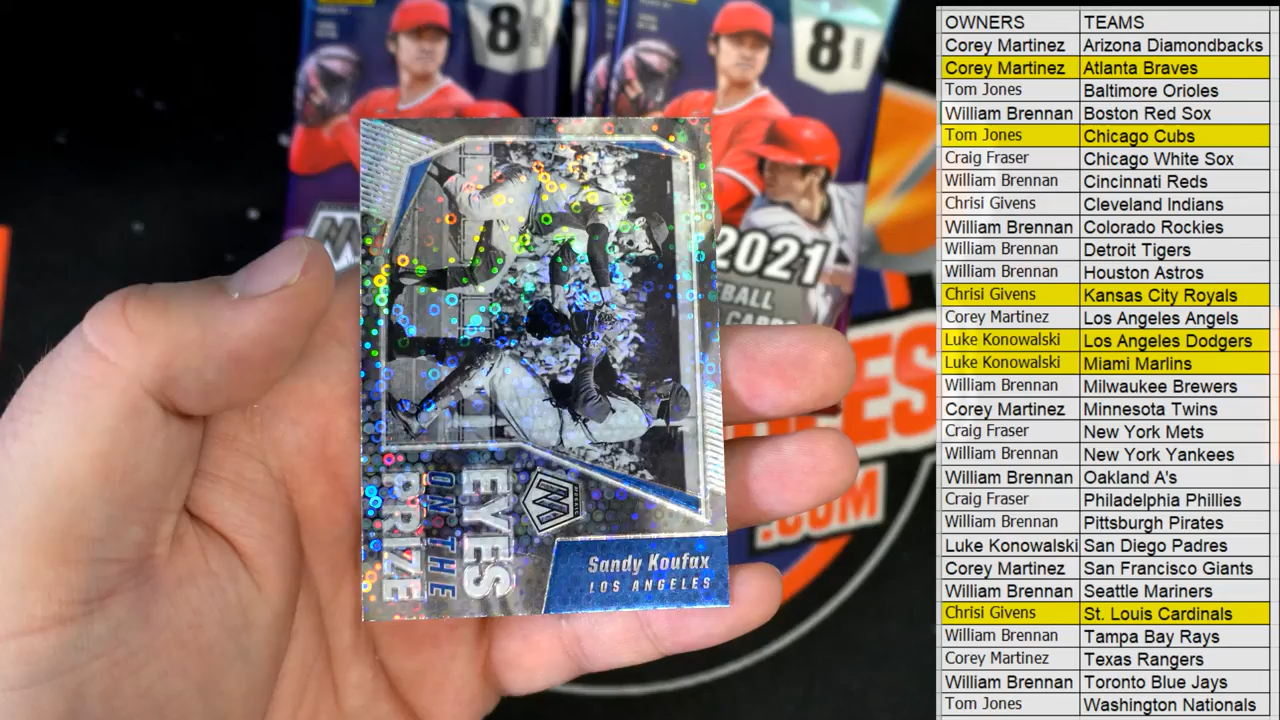 8
CARDS
8
CARDS
2021
BALL
CARDS
EYES
ON THE
PRIZE
MOSAIC
Sandy Koufax
LOS ANGELES
.COM
OWNERS TEAMS
Corey Martinez Arizona Diamondbacks
Corey Martinez Atlanta Braves
Tom Jones Baltimore Orioles
William Brennan Boston Red Sox
Tom Jones Chicago Cubs
Craig Fraser Chicago White Sox
William Brennan Cincinnati Reds
Chrisi Givens Cleveland Indians
William Brennan Colorado Rockies
William Brennan Detroit Tigers
William Brennan Houston Astros
Chrisi Givens Kansas City Royals
Corey Martinez Los Angeles Angels
Luke Konowalski Los Angeles Dodgers
Luke Konowalski Miami Marlins
William Brennan Milwaukee Brewers
Corey Martinez Minnesota Twins
Craig Fraser New York Mets
William Brennan New York Yankees
William Brennan Oakland A's
Craig Fraser Philadelphia Phillies
William Brennan Pittsburgh Pirates
Luke Konowalski San Diego Padres
Corey Martinez San Francisco Giants
William Brennan Seattle Mariners
Chrisi Givens St. Louis Cardinals
William Brennan Tampa Bay Rays
Corey Martinez Texas Rangers
William Brennan Toronto Blue Jays
Tom Jones Washington Nationals